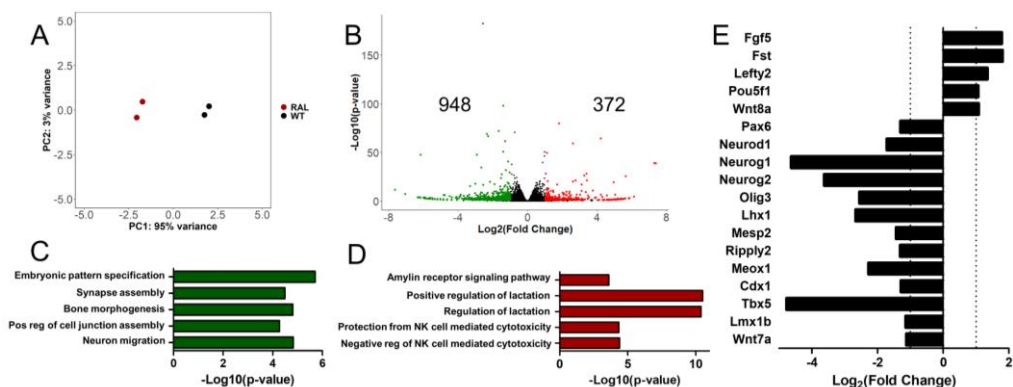 A
5.0
2.5
0.0
-2.5
-5.0
PC2: 3% variance
-5.0
-2.5
0.0
2.5
5.0
PC1: 95% variance
RAL
WT
B
150
100
50
0
-Log10(p-value)
948
372
-8
-4
0
4
8
Log2(Fold Change)
C
Embryonic pattern specification
Synapse assembly
Bone morphogenesis
Pos reg of cell junction assembly
Neuron migration
0
2
4
6
-Log10(p-value)
D
Amylin receptor signaling pathway
Positive regulation of lactation
Regulation of lactation
Protection from NK cell mediated cytotoxicity
Negative reg of NK cell mediated cytotoxicity
0
5
10
-Log10(p-value)
E
Fgf5
Fst
Lefty2
Pou5f1
Wnt8a
Pax6
Neurod1
Neurog1
Neurog2
Olig3
Lhx1
Mesp2
Ripply2
Meox1
Cdx1
Tbx5
Lmx1b
Wnt7a
-4
-2
0
2
Log2(Fold Change)